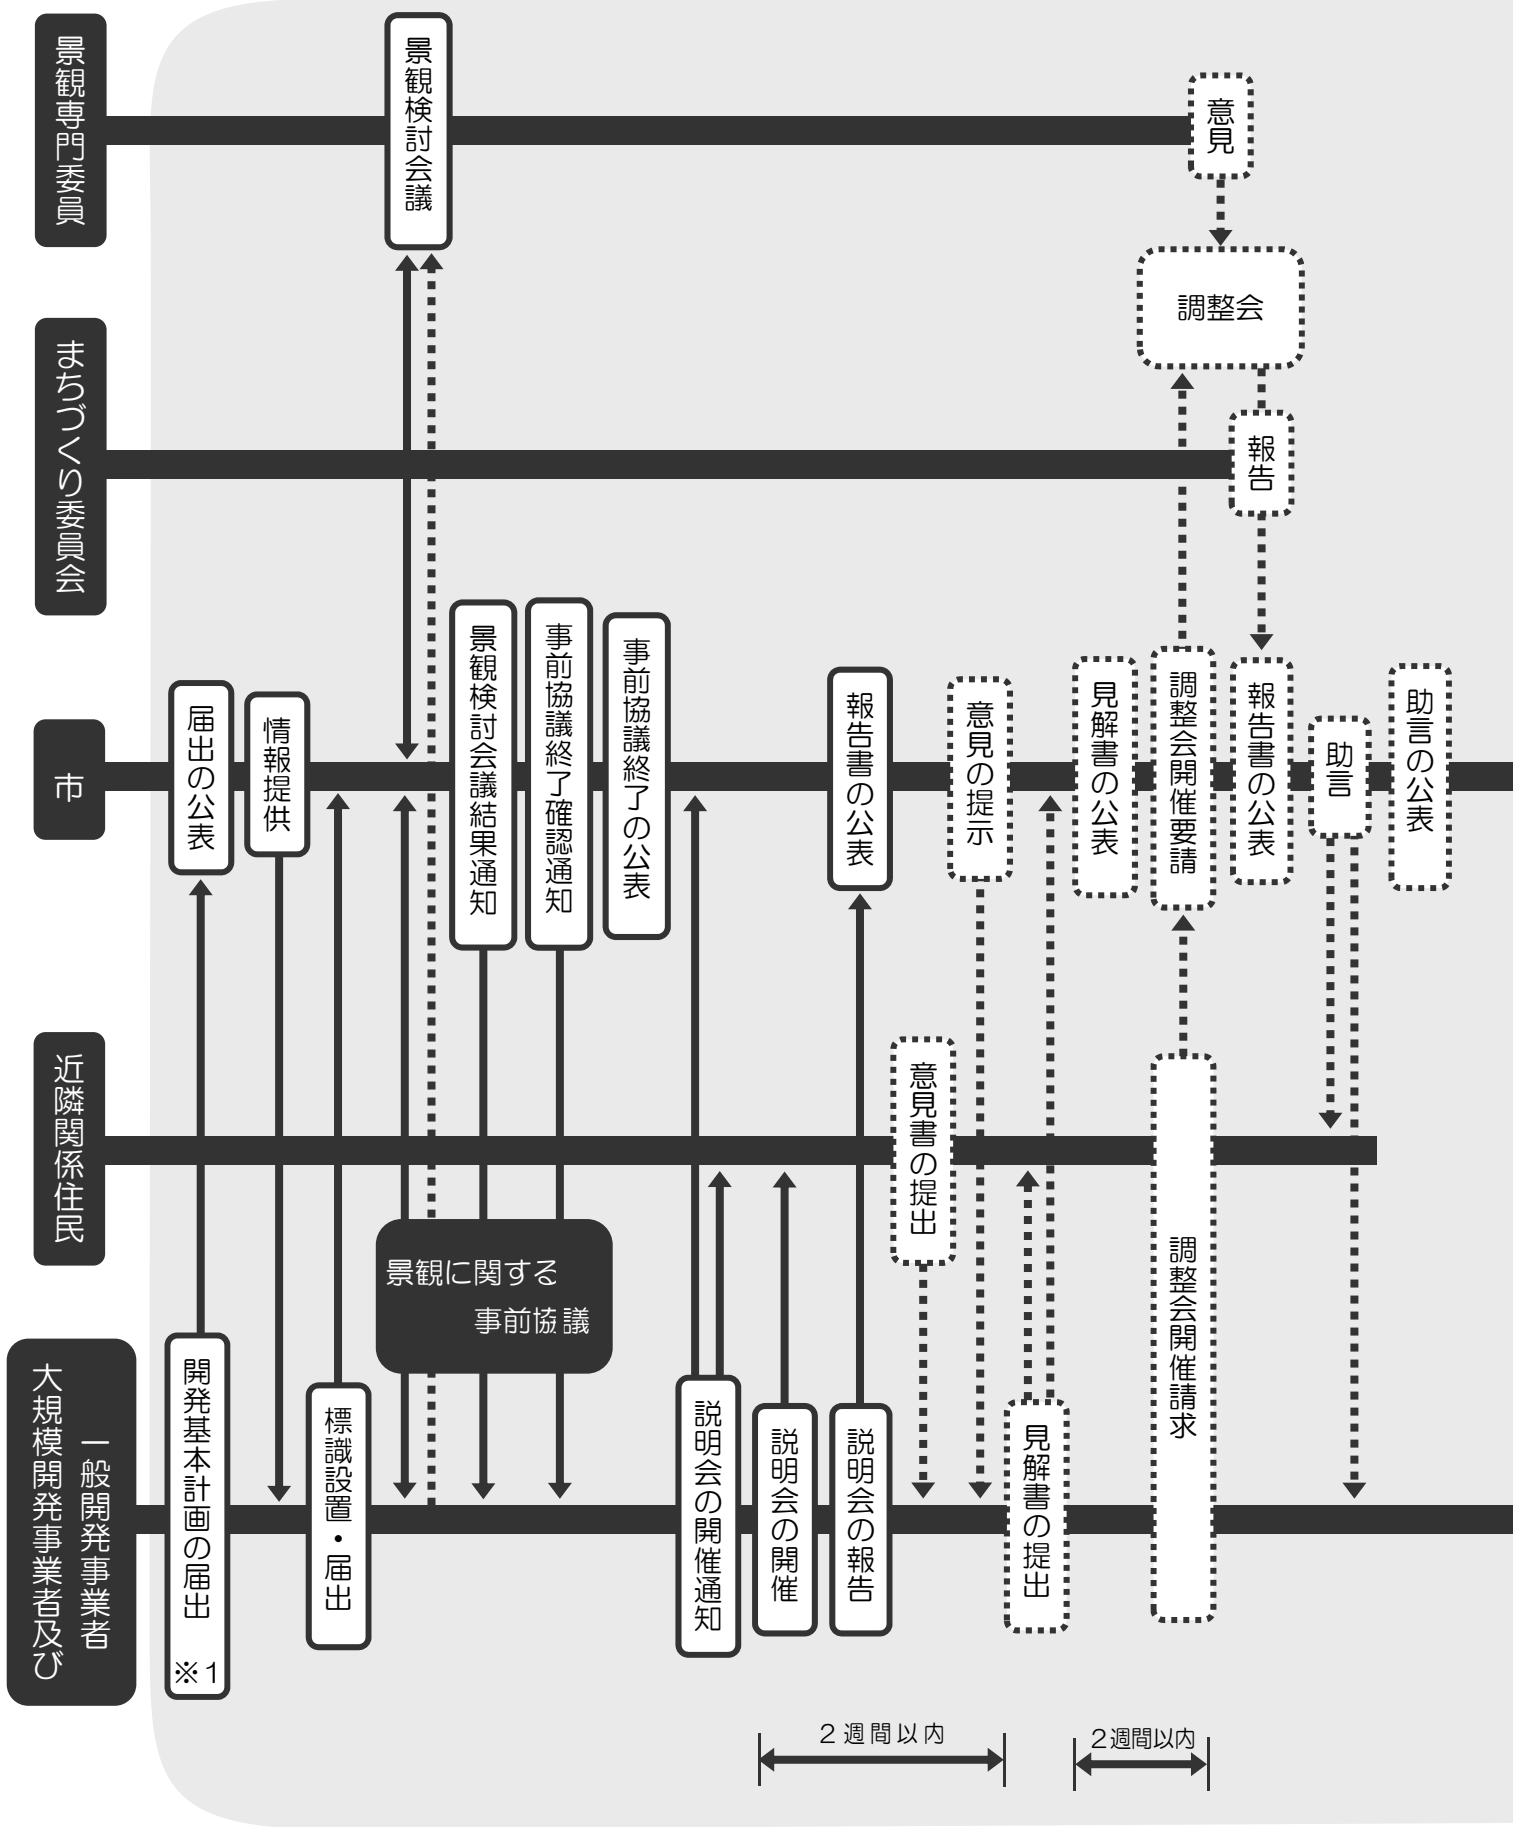 景観専門委員
まちづくり委員会
市
近隣関係住民
一般開発事業者
大規模開発事業者及び
景観検討会議
意見
調整会
報告
届出の公表
情報提供
景観検討会議結果通知
事前協議終了確認通知
事前協議終了の公表
報告書の公表
意見の提示
見解書の公表
調整会開催要請
報告書の公表
助言
助言の公表
意見書の提出
景観に関する
事前協議
開発基本計画の届出 ※1
標識設置・届出
説明会の開催通知
説明会の開催
説明会の報告
見解書の提出
調整会開催請求
2週間以内
2週間以内